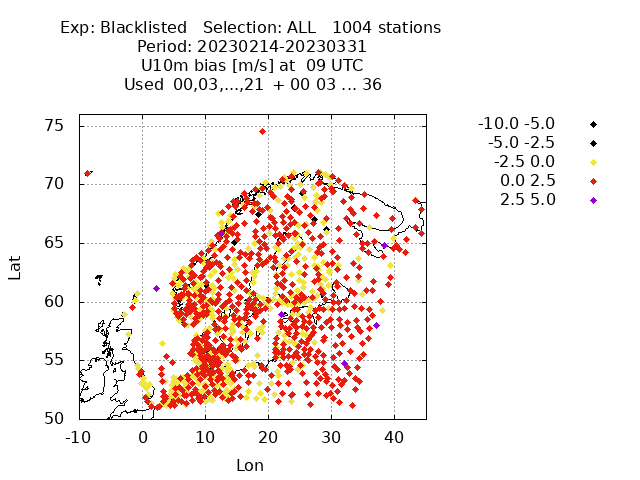 Exp: Blacklisted Selection: ALL 1004 stations
Period: 20230214-20230331
U10m bias [m/s] at 09 UTC
Used 00,03,...,21 + 00 03 ... 36
-10.0 -5.0
-5.0 -2.5
-2.5 0.0
0.0 2.5
2.5 5.0
75
70
65
60
55
50
Lat
-10 0 10 20 30 40
Lon